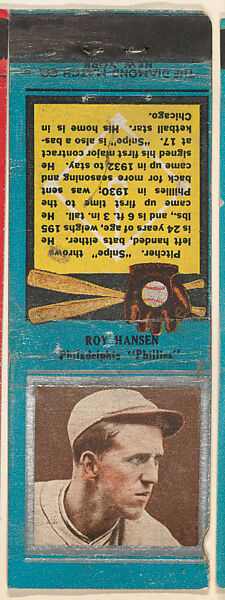 THE DIAMOND MATCH CO.
NEW YORK
Pitcher. "Snipe" throws
left handed, bats either. He
is 24 years of age, weighs 195
lbs., and is 6 ft. 3 in. tall. He
came up first time to the
Phillies in 1930; was sent
back for more seasoning and
came up in 1932 to stay. He
signed his first major contract
at 17. "Snipe" is also a bas-
ketball star. His home is in
Chicago.
ROY HANSEN
Philadelphia "Phillies"